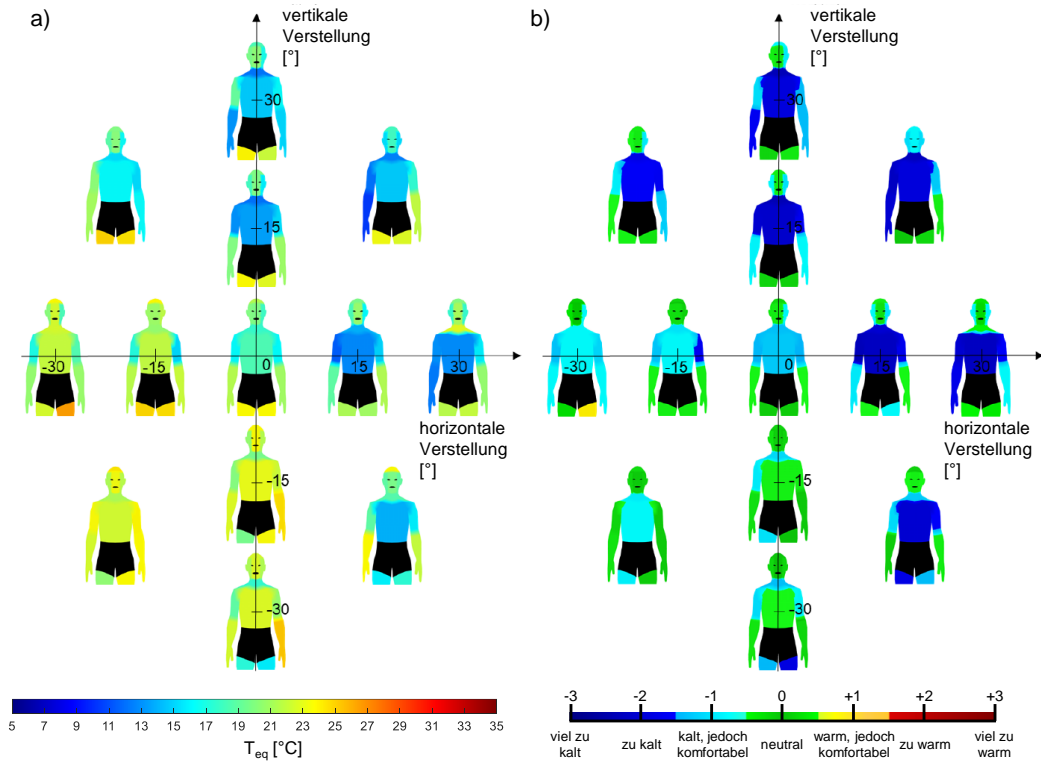 a)
vertikale
Verstellung
[°]
30
15
-30
-15
0
15
30
horizontale
Verstellung
[°]
-15
-30
5 7 9 11 13 15 17 19 21 23 25 27 29 31 33 35
T_eq [°C]
b)
vertikale
Verstellung
[°]
30
15
-30
-15
0
15
30
horizontale
Verstellung
[°]
-15
-30
-3 -2 -1 0 +1 +2 +3
viel zu kalt
zu kalt
kalt, jedoch komfortabel
neutral
warm, jedoch komfortabel
zu warm
viel zu warm